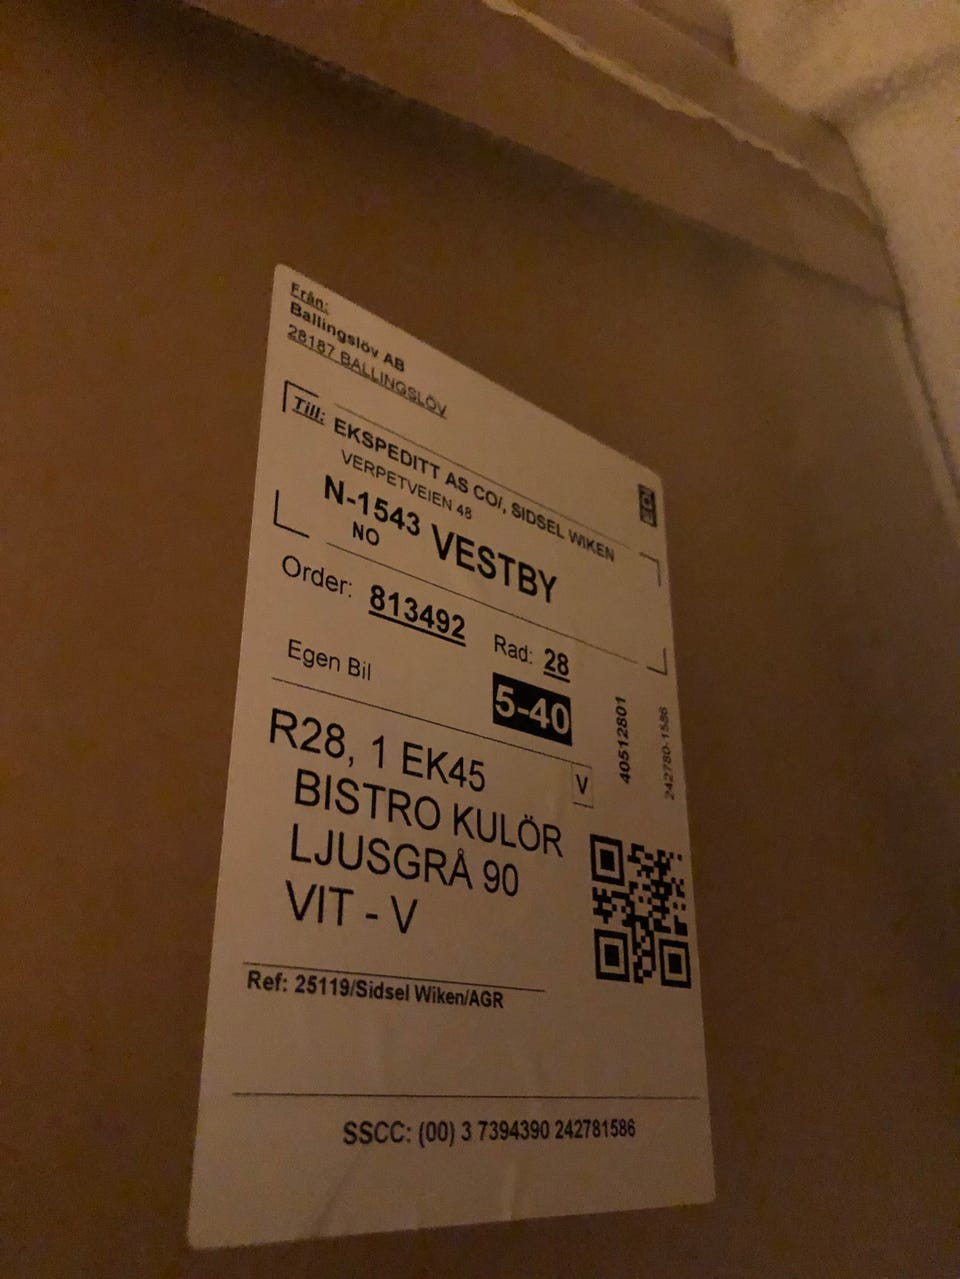 Från:
Ballingslöv AB
28187 BALLINGSLÖV
Till: EKSPEDITT AS CO/, SIDSEL WIKEN
VERPETVEIEN 48
N-1543 VESTBY
NO
Order: 813492 Rad: 28
Egen Bil 5-40
V
40512801
242780-1586
R28, 1 EK45
BISTRO KULÖR
LJUSGRÅ 90
VIT - V
Ref: 25119/Sidsel Wiken/AGR
SSCC: (00) 3 7394390 242781586